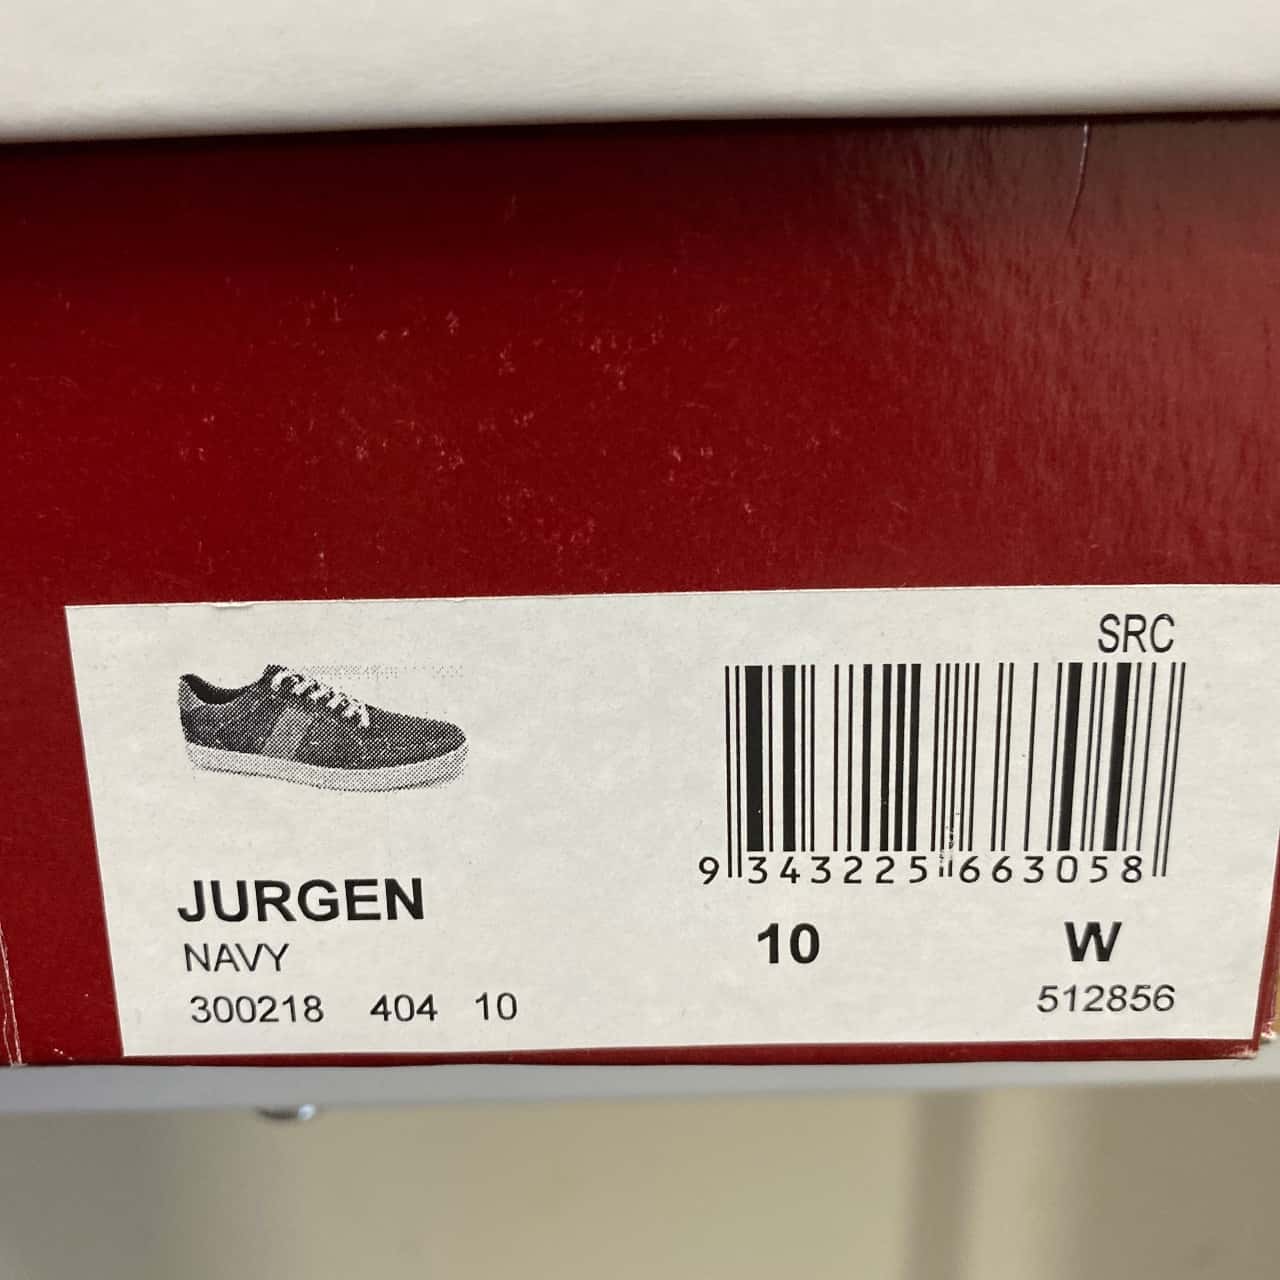 SRC
9 343225 663058
JURGEN
10 W
NAVY
300218 404 10
512856